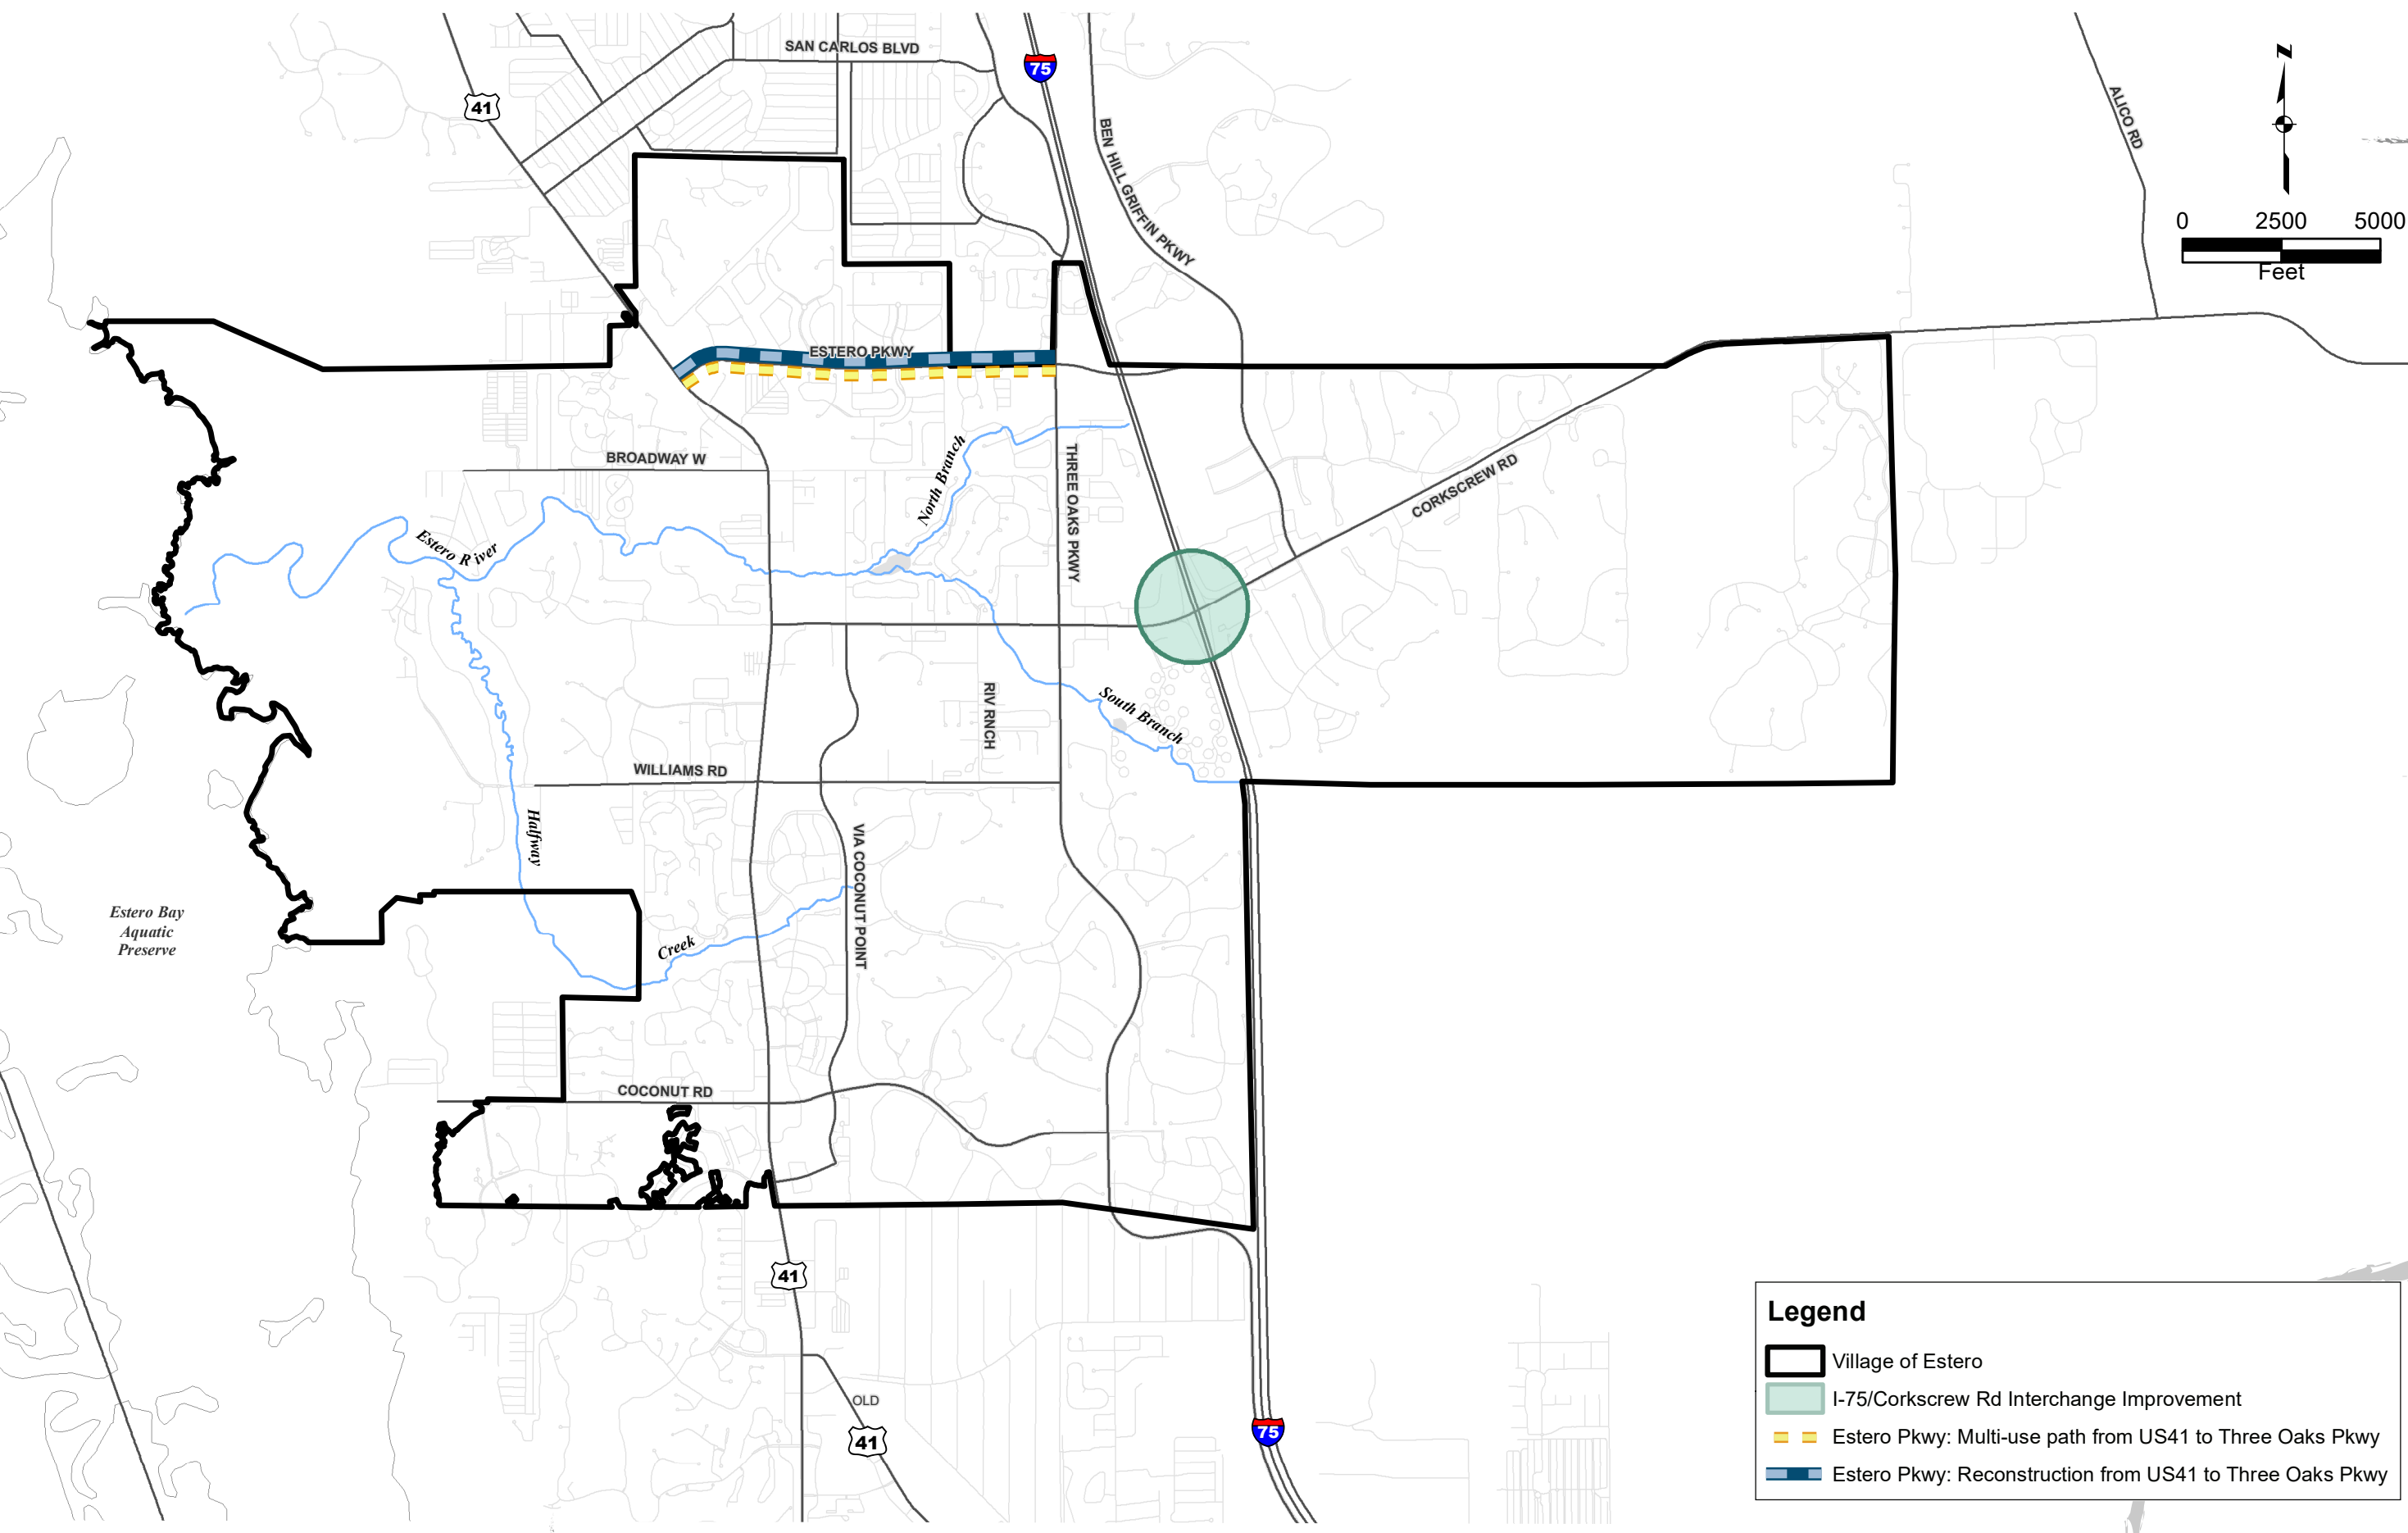 SAN CARLOS BLVD
75
41
N
ALICO RD
BEN HILL GRIFFIN PKWY
0 2500 5000
Feet
ESTERO PKWY
BROADWAY W
North Branch
THREE OAKS PKWY
CORKSCREW RD
Estero River
RIV RNCH
South Branch
WILLIAMS RD
Halfway
VIA COCONUT POINT
Estero Bay
Aquatic
Preserve
Creek
COCONUT RD
41
OLD
41
75
Legend
Village of Estero
I-75/Corkscrew Rd Interchange Improvement
Estero Pkwy: Multi-use path from US41 to Three Oaks Pkwy
Estero Pkwy: Reconstruction from US41 to Three Oaks Pkwy